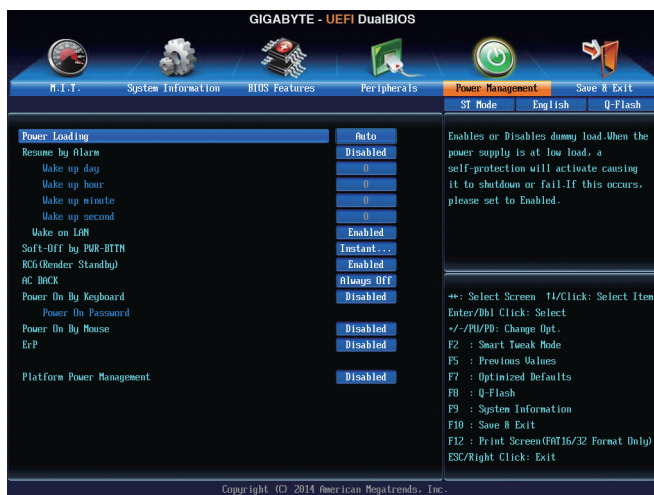 GIGABYTE - UEFI DualBIOS
M.I.T. System Information BIOS Features Peripherals Power Management Save & Exit
ST Mode English Q-Flash
Power Loading Auto
Resume by Alarm Disabled
Wake up day 0
Wake up hour 0
Wake up minute 0
Wake up second 0
Wake on LAN Enabled
Soft-Off by PWR-BTTN Instant...
RC6(Render Standby) Enabled
AC BACK Always Off
Power On By Keyboard Disabled
Power On Password
Power On By Mouse Disabled
ErP Disabled
Platform Power Management Disabled
Enables or Disables dummy load.When the
power supply is at low load, a
self-protection will activate causing
it to shutdown or fail.If this occurs,
please set to Enabled.
→←: Select Screen ↑↓/Click: Select Item
Enter/Dbl Click: Select
+/-/PU/PD: Change Opt.
F2 : Smart Tweak Mode
F5 : Previous Values
F7 : Optimized Defaults
F8 : Q-Flash
F9 : System Information
F10 : Save & Exit
F12 : Print Screen(FAT16/32 Format Only)
ESC/Right Click: Exit
Copyright (C) 2014 American Megatrends, Inc.